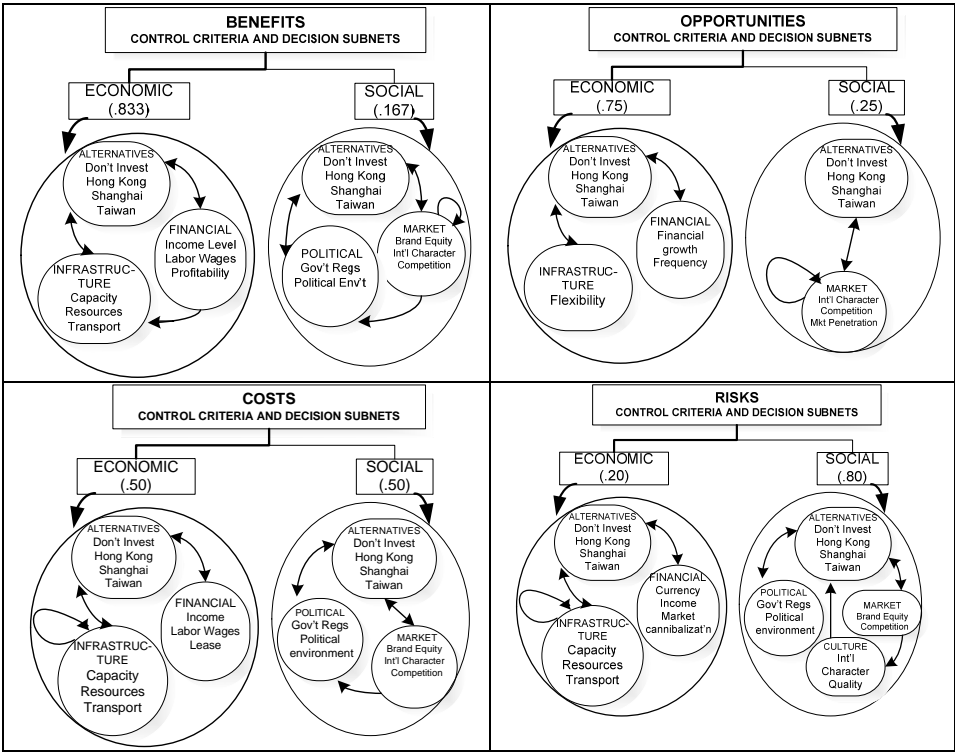 BENEFITS
CONTROL CRITERIA AND DECISION SUBNETS
ECONOMIC
(.833)
SOCIAL
(.167)
ALTERNATIVES
Don't Invest
Hong Kong
Shanghai
Taiwan
FINANCIAL
Income Level
Labor Wages
Profitability
INFRASTRUC-
TURE
Capacity
Resources
Transport
ALTERNATIVES
Don't Invest
Hong Kong
Shanghai
Taiwan
MARKET
Brand Equity
Int'l Character
Competition
POLITICAL
Gov't Regs
Political Env't
OPPORTUNITIES
CONTROL CRITERIA AND DECISION SUBNETS
ECONOMIC
(.75)
SOCIAL
(.25)
ALTERNATIVES
Don't Invest
Hong Kong
Shanghai
Taiwan
FINANCIAL
Financial
growth
Frequency
INFRASTRUC-
TURE
Flexibility
ALTERNATIVES
Don't Invest
Hong Kong
Shanghai
Taiwan
MARKET
Int'l Character
Competition
Mkt Penetration
COSTS
CONTROL CRITERIA AND DECISION SUBNETS
ECONOMIC
(.50)
SOCIAL
(.50)
ALTERNATIVES
Don't Invest
Hong Kong
Shanghai
Taiwan
FINANCIAL
Income
Labor Wages
Lease
INFRASTRUC-
TURE
Capacity
Resources
Transport
ALTERNATIVES
Don't Invest
Hong Kong
Shanghai
Taiwan
POLITICAL
Gov't Regs
Political
environment
MARKET
Brand Equity
Int'l Character
Competition
RISKS
CONTROL CRITERIA AND DECISION SUBNETS
ECONOMIC
(.20)
SOCIAL
(.80)
ALTERNATIVES
Don't Invest
Hong Kong
Shanghai
Taiwan
FINANCIAL
Currency
Income
Market
cannibalizat'n
INFRASTRUC-
TURE
Capacity
Resources
Transport
ALTERNATIVES
Don't Invest
Hong Kong
Shanghai
Taiwan
POLITICAL
Gov't Regs
Political
environment
MARKET
Brand Equity
Competition
CULTURE
Int'l
Character
Quality